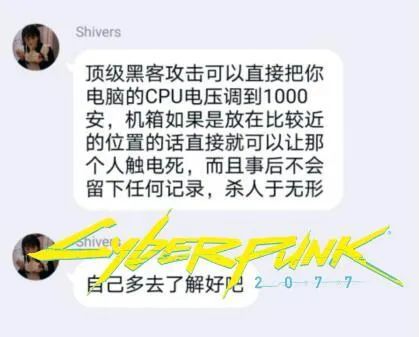 Shivers
顶级黑客攻击可以直接把你
电脑的CPU电压调到1000
安，机箱如果是放在比较近
的位置的话直接就可以让那
个人触电死，而且事后不会
留下任何记录，杀人于无形
Shivers
CYBERPUNK
2077
自己多去了解好吧